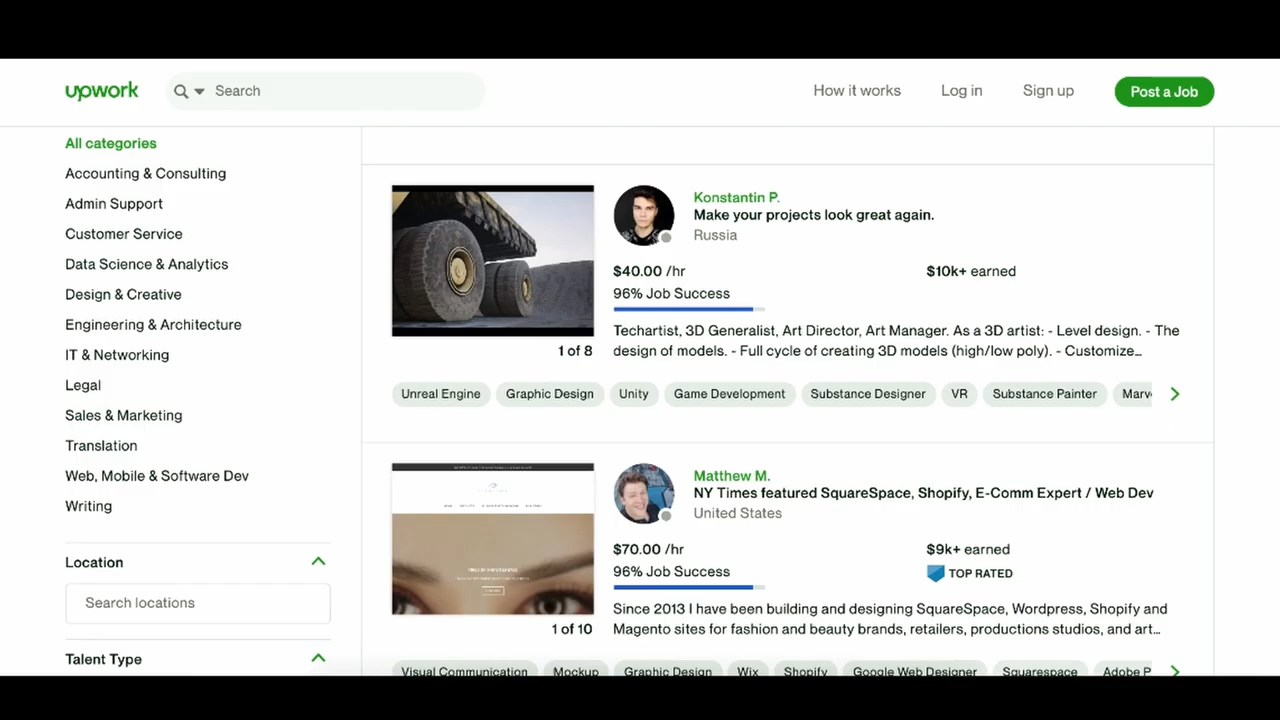 upwork
Search
How it works
Log in
Sign up
Post a Job
All categories
Accounting & Consulting
Admin Support
Customer Service
Data Science & Analytics
Design & Creative
Engineering & Architecture
IT & Networking
Legal
Sales & Marketing
Translation
Web, Mobile & Software Dev
Writing
Location
Search locations
Talent Type
Konstantin P.
Make your projects look great again.
Russia
$40.00 /hr
$10k+ earned
96% Job Success
Techartist, 3D Generalist, Art Director, Art Manager. As a 3D artist: - Level design. - The
design of models. - Full cycle of creating 3D models (high/low poly). - Customize...
1 of 8
Unreal Engine
Graphic Design
Unity
Game Development
Substance Designer
VR
Substance Painter
Marv
Matthew M.
NY Times featured SquareSpace, Shopify, E-Comm Expert / Web Dev
United States
$70.00 /hr
$9k+ earned
96% Job Success
TOP RATED
Since 2013 I have been building and designing SquareSpace, Wordpress, Shopify and
Magento sites for fashion and beauty brands, retailers, productions studios, and art...
1 of 10
Visual Communication
Mockup
Graphic Design
Wix
Shopify
Google Web Designer
Squarespace
Adobe P